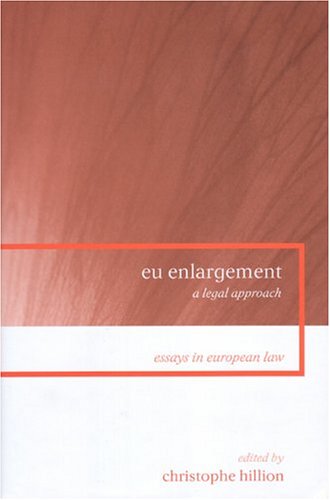 eu enlargement
a legal approach
essays in european law
edited by
christophe hillion